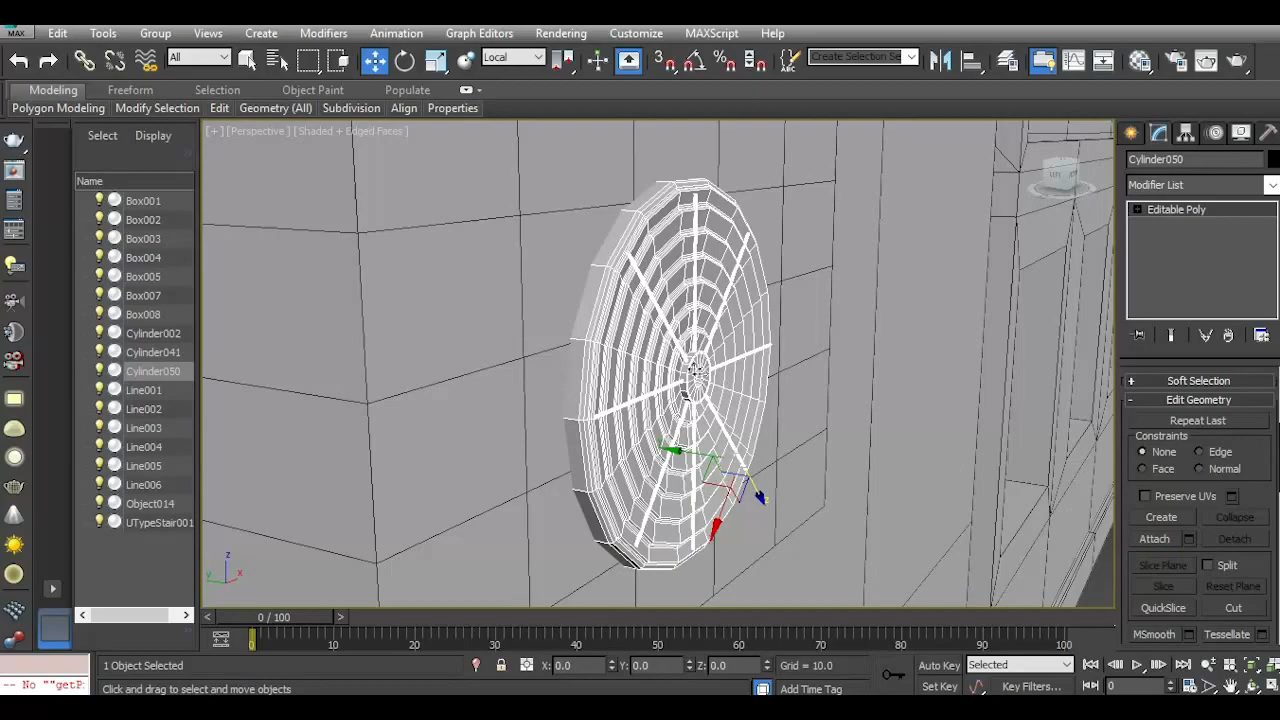 MAX Edit Tools Group Views Create Modifiers Animation Graph Editors Rendering Customize MAXScript Help
All Local Create Selection Se
Modeling Freeform Selection Object Paint Populate
Polygon Modeling Modify Selection Edit Geometry (All) Subdivision Align Properties
Select Display
[+] [Perspective] [Shaded + Edged Faces]
Name
Box001
Box002
Box003
Box004
Box005
Box007
Box008
Cylinder002
Cylinder041
Cylinder050
Line001
Line002
Line003
Line004
Line005
Line006
Object014
UTypeStair001
Cylinder050
Modifier List
Editable Poly
+ Soft Selection
- Edit Geometry
Repeat Last
Constraints
None Edge
Face Normal
Preserve UVs
Create Collapse
Attach Detach
Slice Plane Split
Slice Reset Plane
QuickSlice Cut
MSmooth Tessellate
z
y x
< 0 / 100 >
0 10 20 30 40 50 60 70 80 90 100
1 Object Selected X: 0.0 Y: 0.0 Z: 0.0 Grid = 10.0 Auto Key Selected
-- No ""getP: Click and drag to select and move objects Add Time Tag Set Key Key Filters... 0